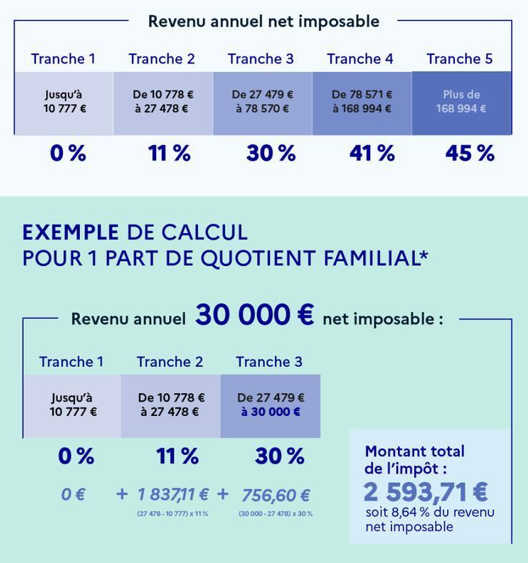 Revenu annuel net imposable
Tranche 1 Tranche 2 Tranche 3 Tranche 4 Tranche 5
Jusqu'à De 10 778 € De 27 479 € De 78 571 € Plus de
10 777 € à 27 478 € à 78 570 € à 168 994 € 168 994 €
0 % 11 % 30 % 41 % 45 %
EXEMPLE DE CALCUL
POUR 1 PART DE QUOTIENT FAMILIAL*
Revenu annuel 30 000 € net imposable :
Tranche 1 Tranche 2 Tranche 3
Jusqu'à De 10 778 € De 27 479 €
10 777 € à 27 478 € à 30 000 €
0 % 11 % 30 %
0 € + 1 837,11 € + 756,60 €
(27 478 - 10 777) x 11 % (30 000 - 27 478) x 30 %
Montant total
de l'impôt :
2 593,71 €
soit 8,64 % du revenu
net imposable